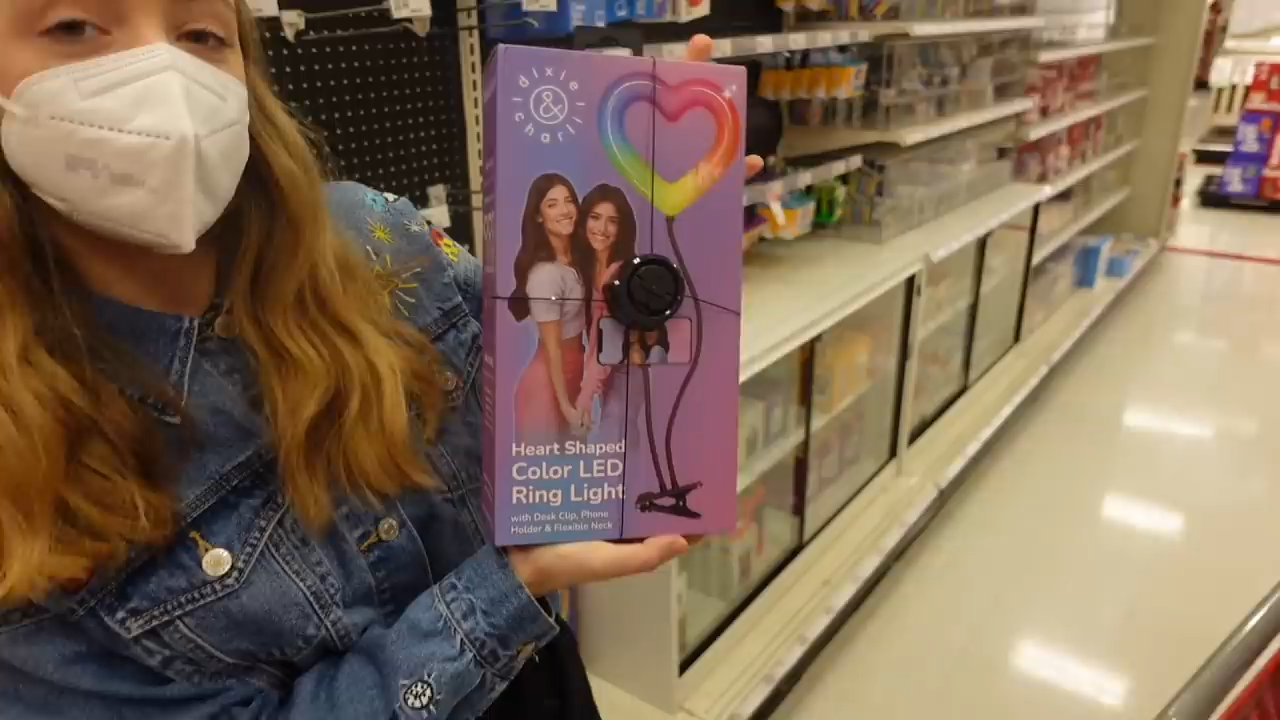 dixie
&
charli
Heart Shaped
Color LED
Ring Light
with Desk Clip, Phone
Holder & Flexible Neck